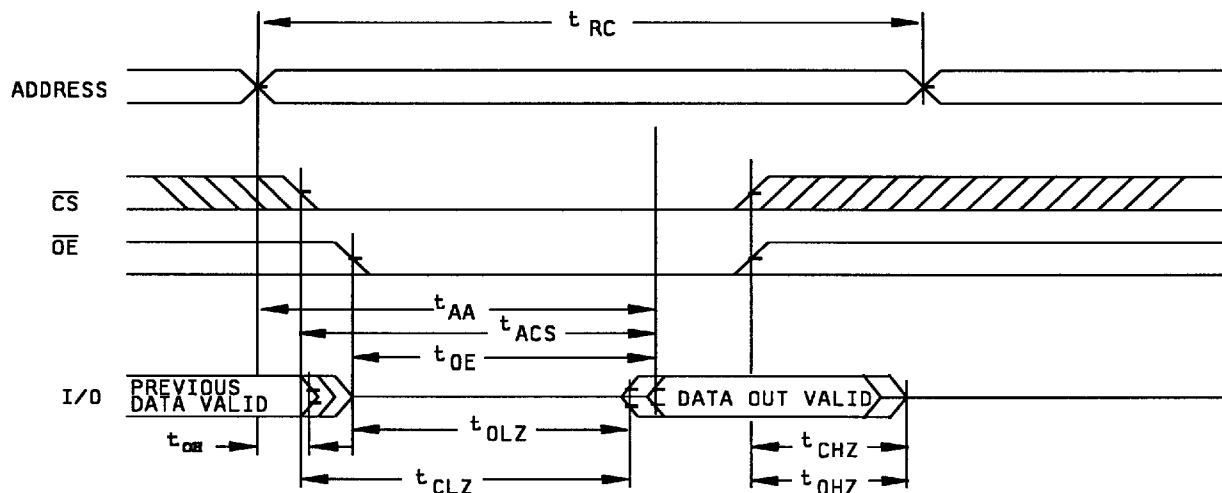 t RC
ADDRESS
CS
OE
t AA
t ACS
t OE
I/O
PREVIOUS
DATA VALID
DATA OUT VALID
t OH
t OLZ
t CHZ
t CLZ
t OHZ